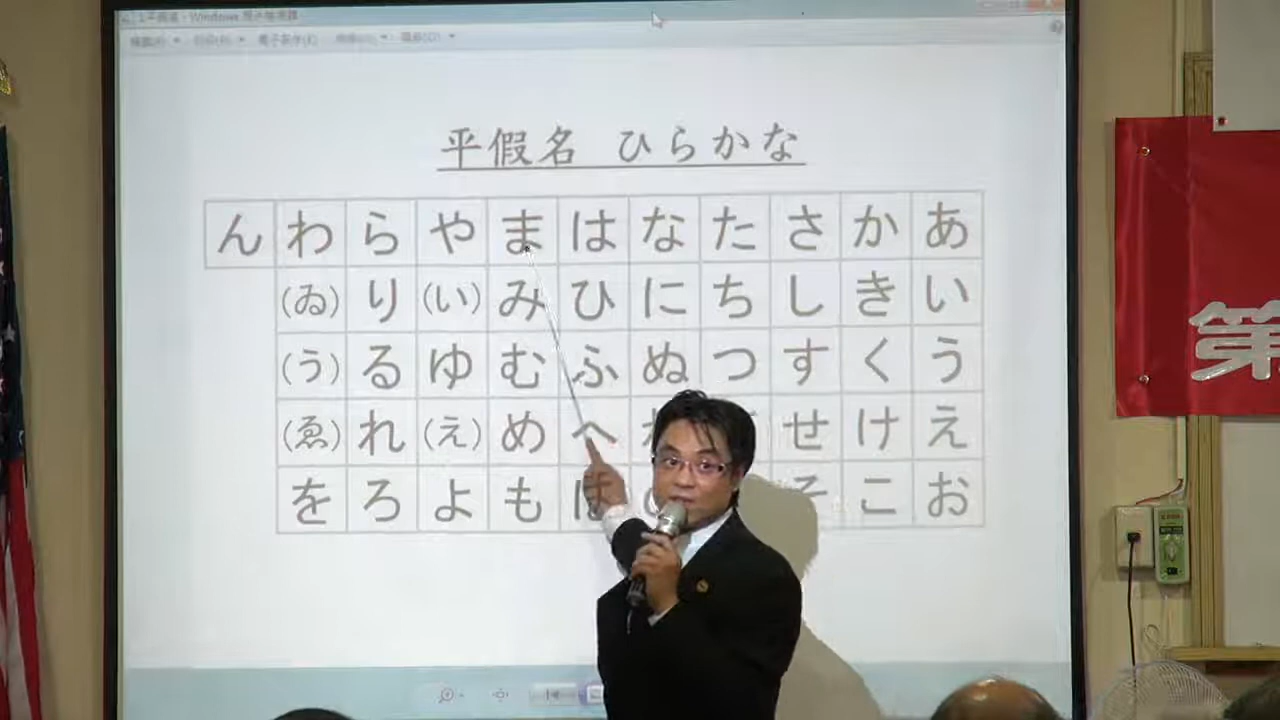 平假名 ひらかな
ん わ ら や ま は な た さ か あ
(ゐ) り (い) み ひ に ち し き い
(う) る ゆ む ふ ぬ つ す く う
(ゑ) れ (え) め へ せ け え
を ろ よ も ほ そ こ お
第